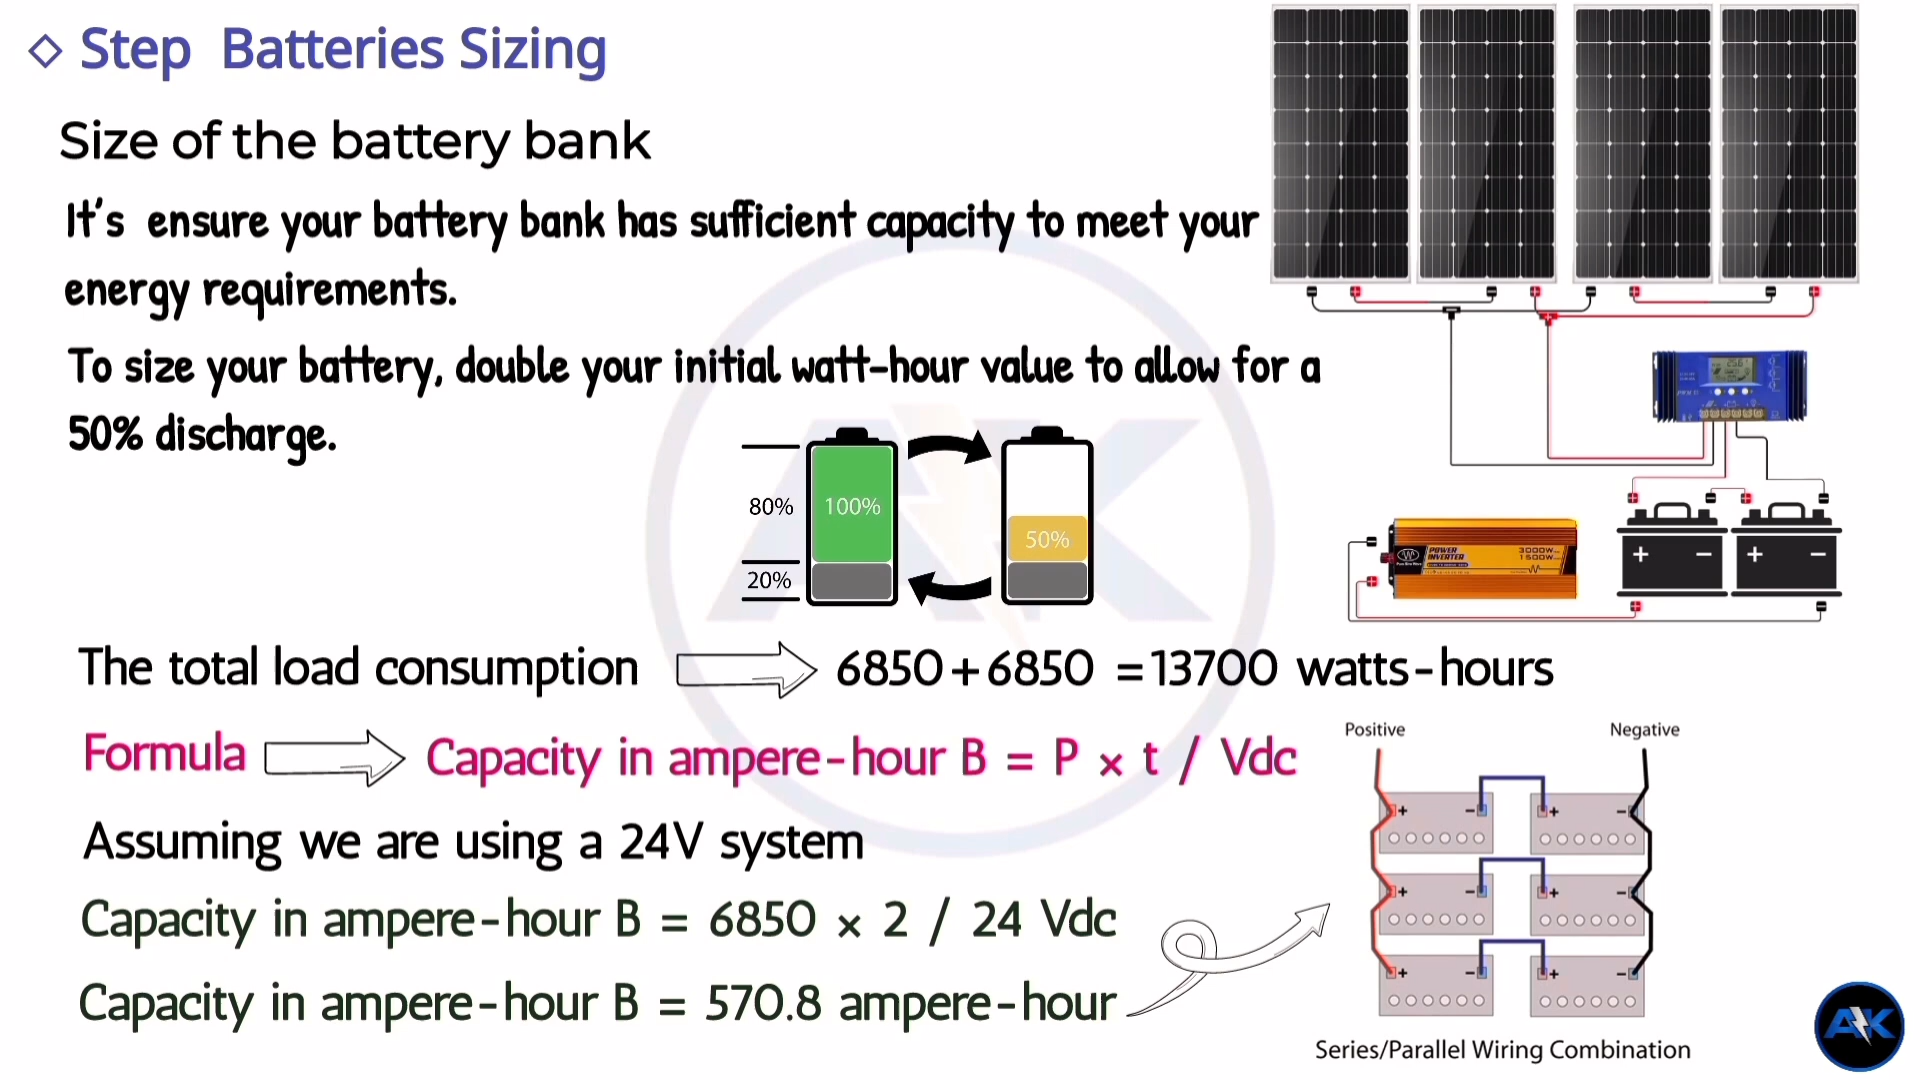 Step Batteries Sizing
Size of the battery bank
It's ensure your battery bank has sufficient capacity to meet your
energy requirements.
To size your battery, double your initial watt-hour value to allow for a
50% discharge.
80%
100%
20%
50%
POWER
INVERTER
3000W
1500W
+ − + −
The total load consumption 6850+6850 =13700 watts-hours
Formula Capacity in ampere-hour B = P × t / Vdc
Assuming we are using a 24V system
Capacity in ampere-hour B = 6850 × 2 / 24 Vdc
Capacity in ampere-hour B = 570.8 ampere-hour
Positive Negative
+ − + −
+ − + −
+ − + −
Series/Parallel Wiring Combination
AK